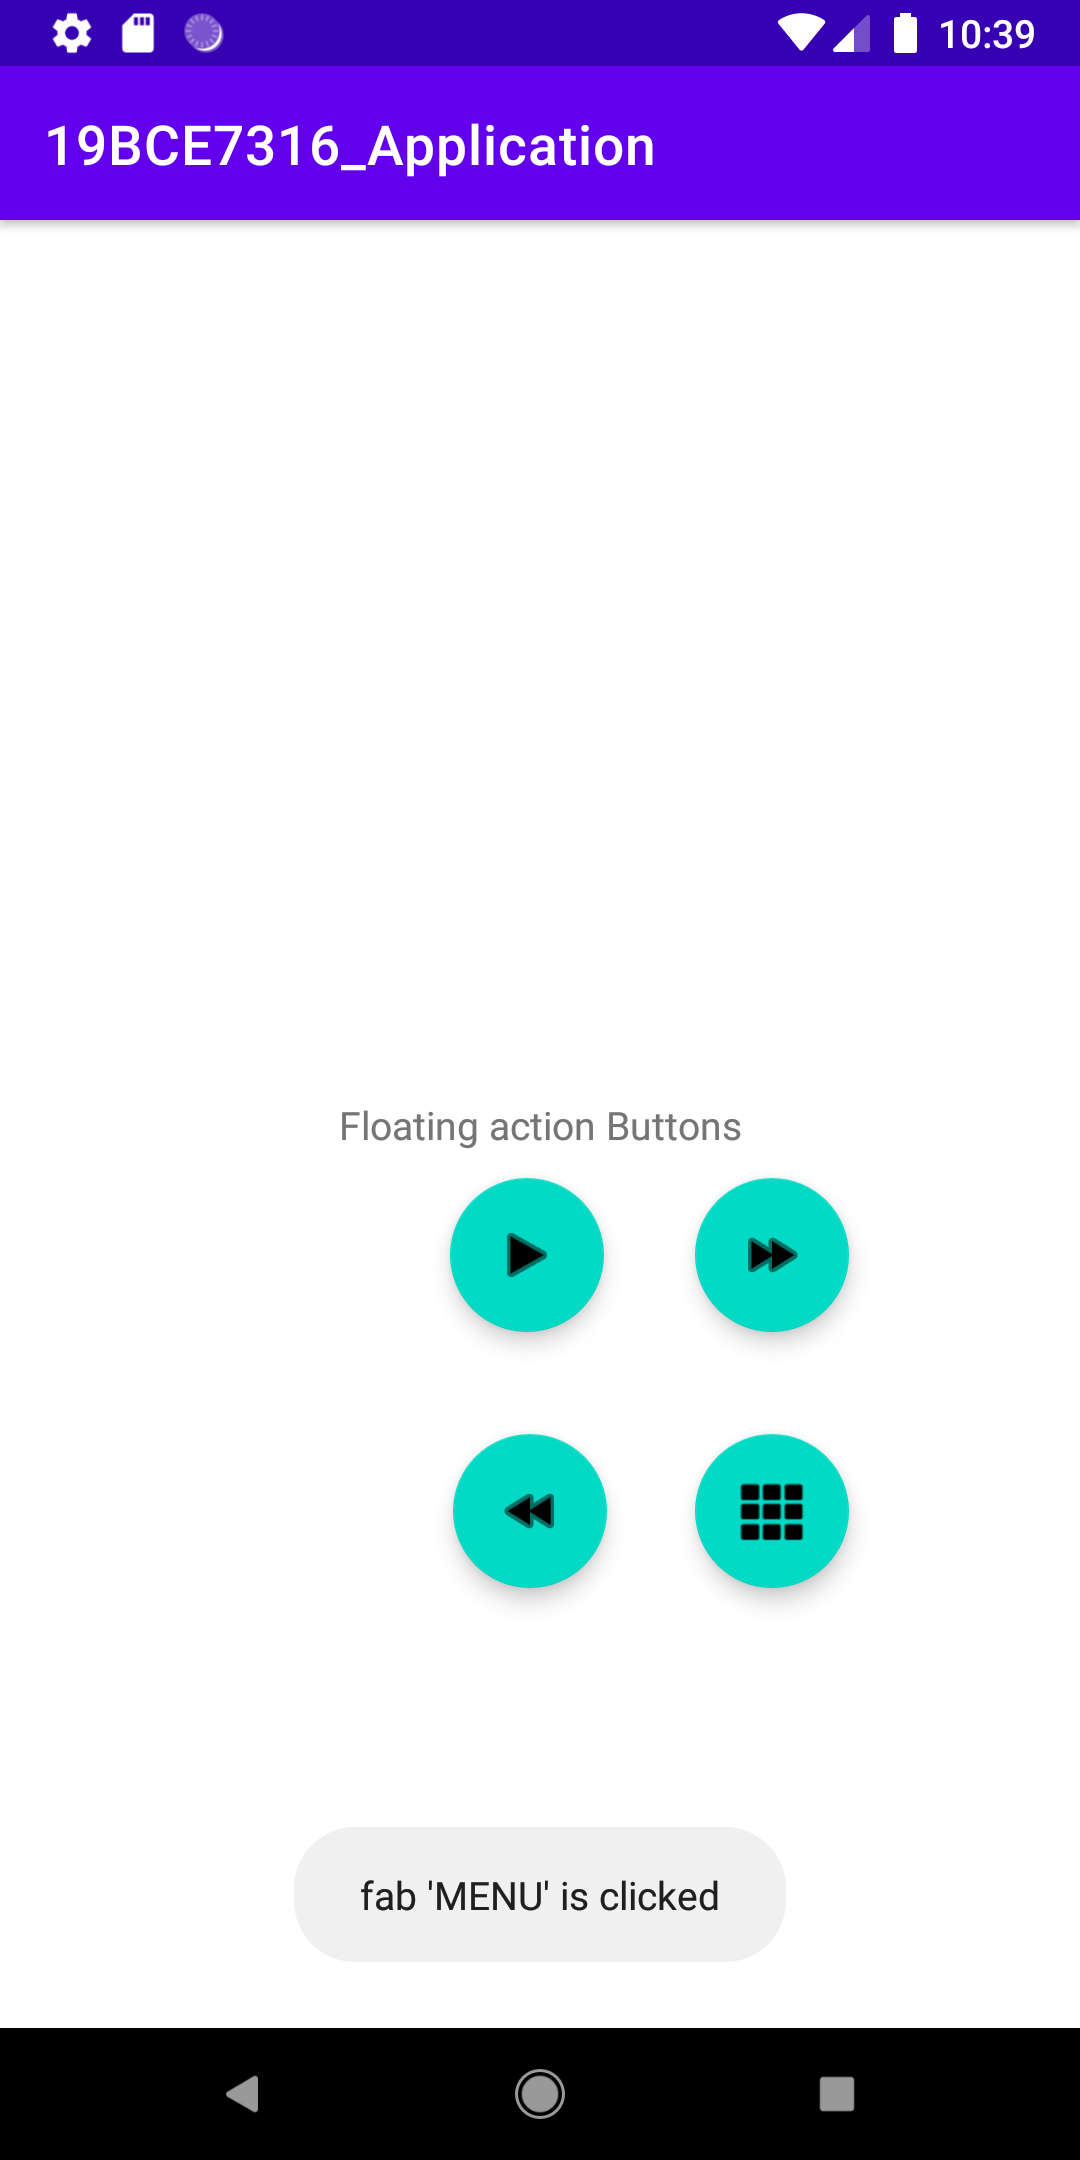 10:39
19BCE7316_Application
Floating action Buttons
fab 'MENU' is clicked